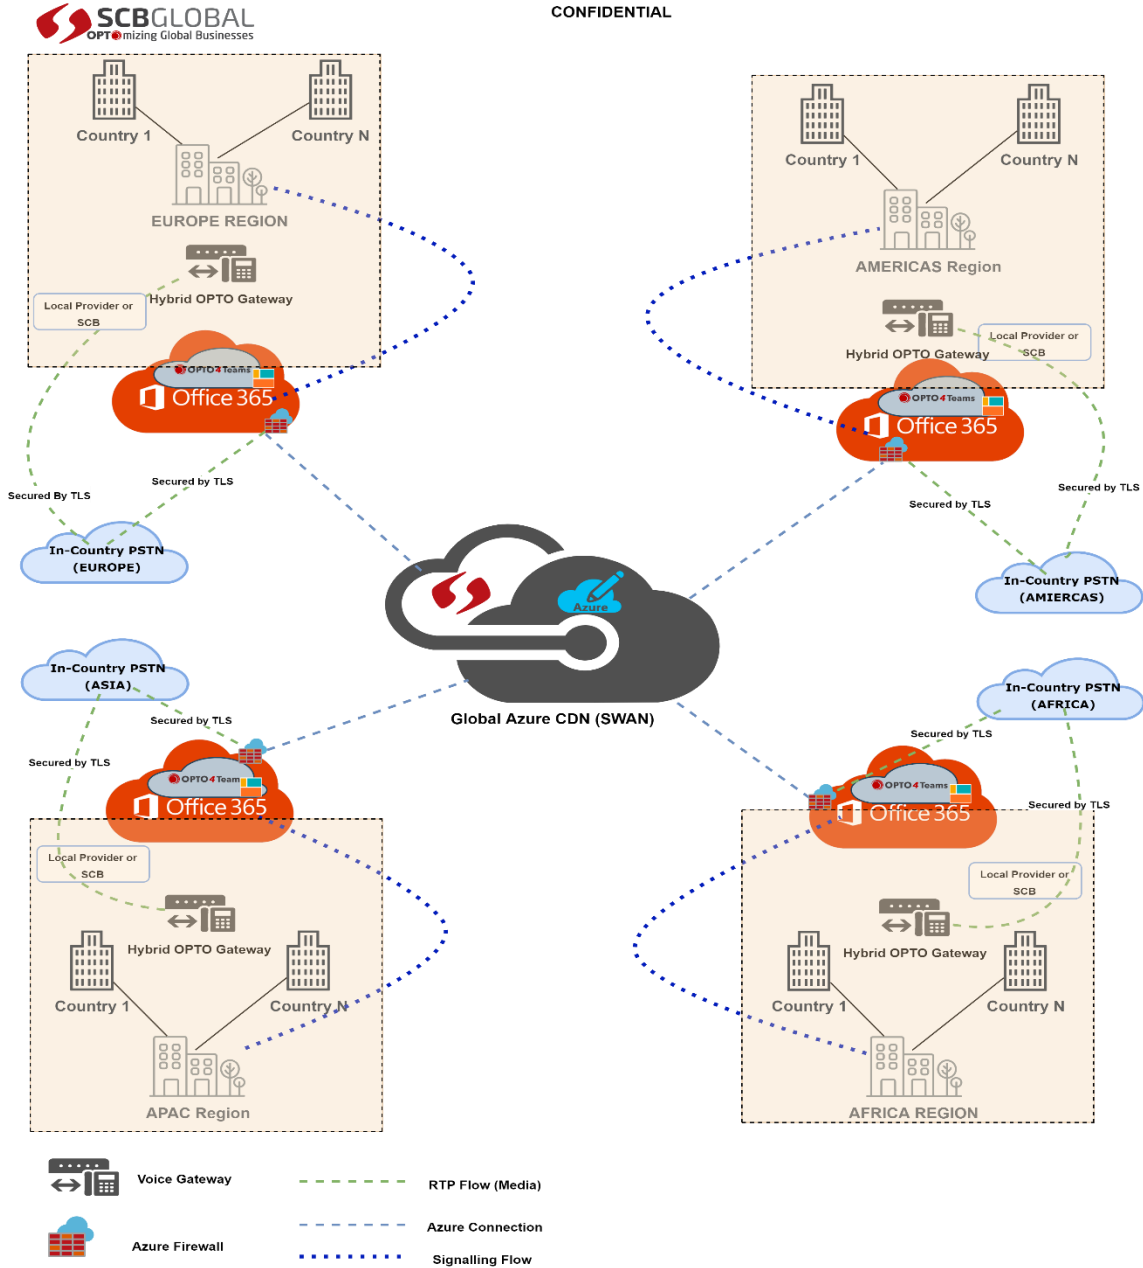 SCBGLOBAL
OPTomizing Global Businesses
CONFIDENTIAL
Country 1
Country N
EUROPE REGION
Hybrid OPTO Gateway
Local Provider or
SCB
OPTO4Teams
Office 365
Secured By TLS
Secured by TLS
In-Country PSTN
(EUROPE)
Country 1
Country N
AMERICAS Region
Hybrid OPTO Gateway
Local Provider or
SCB
OPTO4Teams
Office 365
Secured by TLS
Secured by TLS
In-Country PSTN
(AMIERCAS)
Azure
Global Azure CDN (SWAN)
In-Country PSTN
(ASIA)
Secured by TLS
Secured by TLS
OPTO4Teams
Office 365
Local Provider or
SCB
Hybrid OPTO Gateway
Country 1
Country N
APAC Region
In-Country PSTN
(AFRICA)
Secured by TLS
Secured by TLS
OPTO4Teams
Office 365
Local Provider or
SCB
Hybrid OPTO Gateway
Country 1
Country N
AFRICA REGION
Voice Gateway
RTP Flow (Media)
Azure Firewall
Azure Connection
Signalling Flow